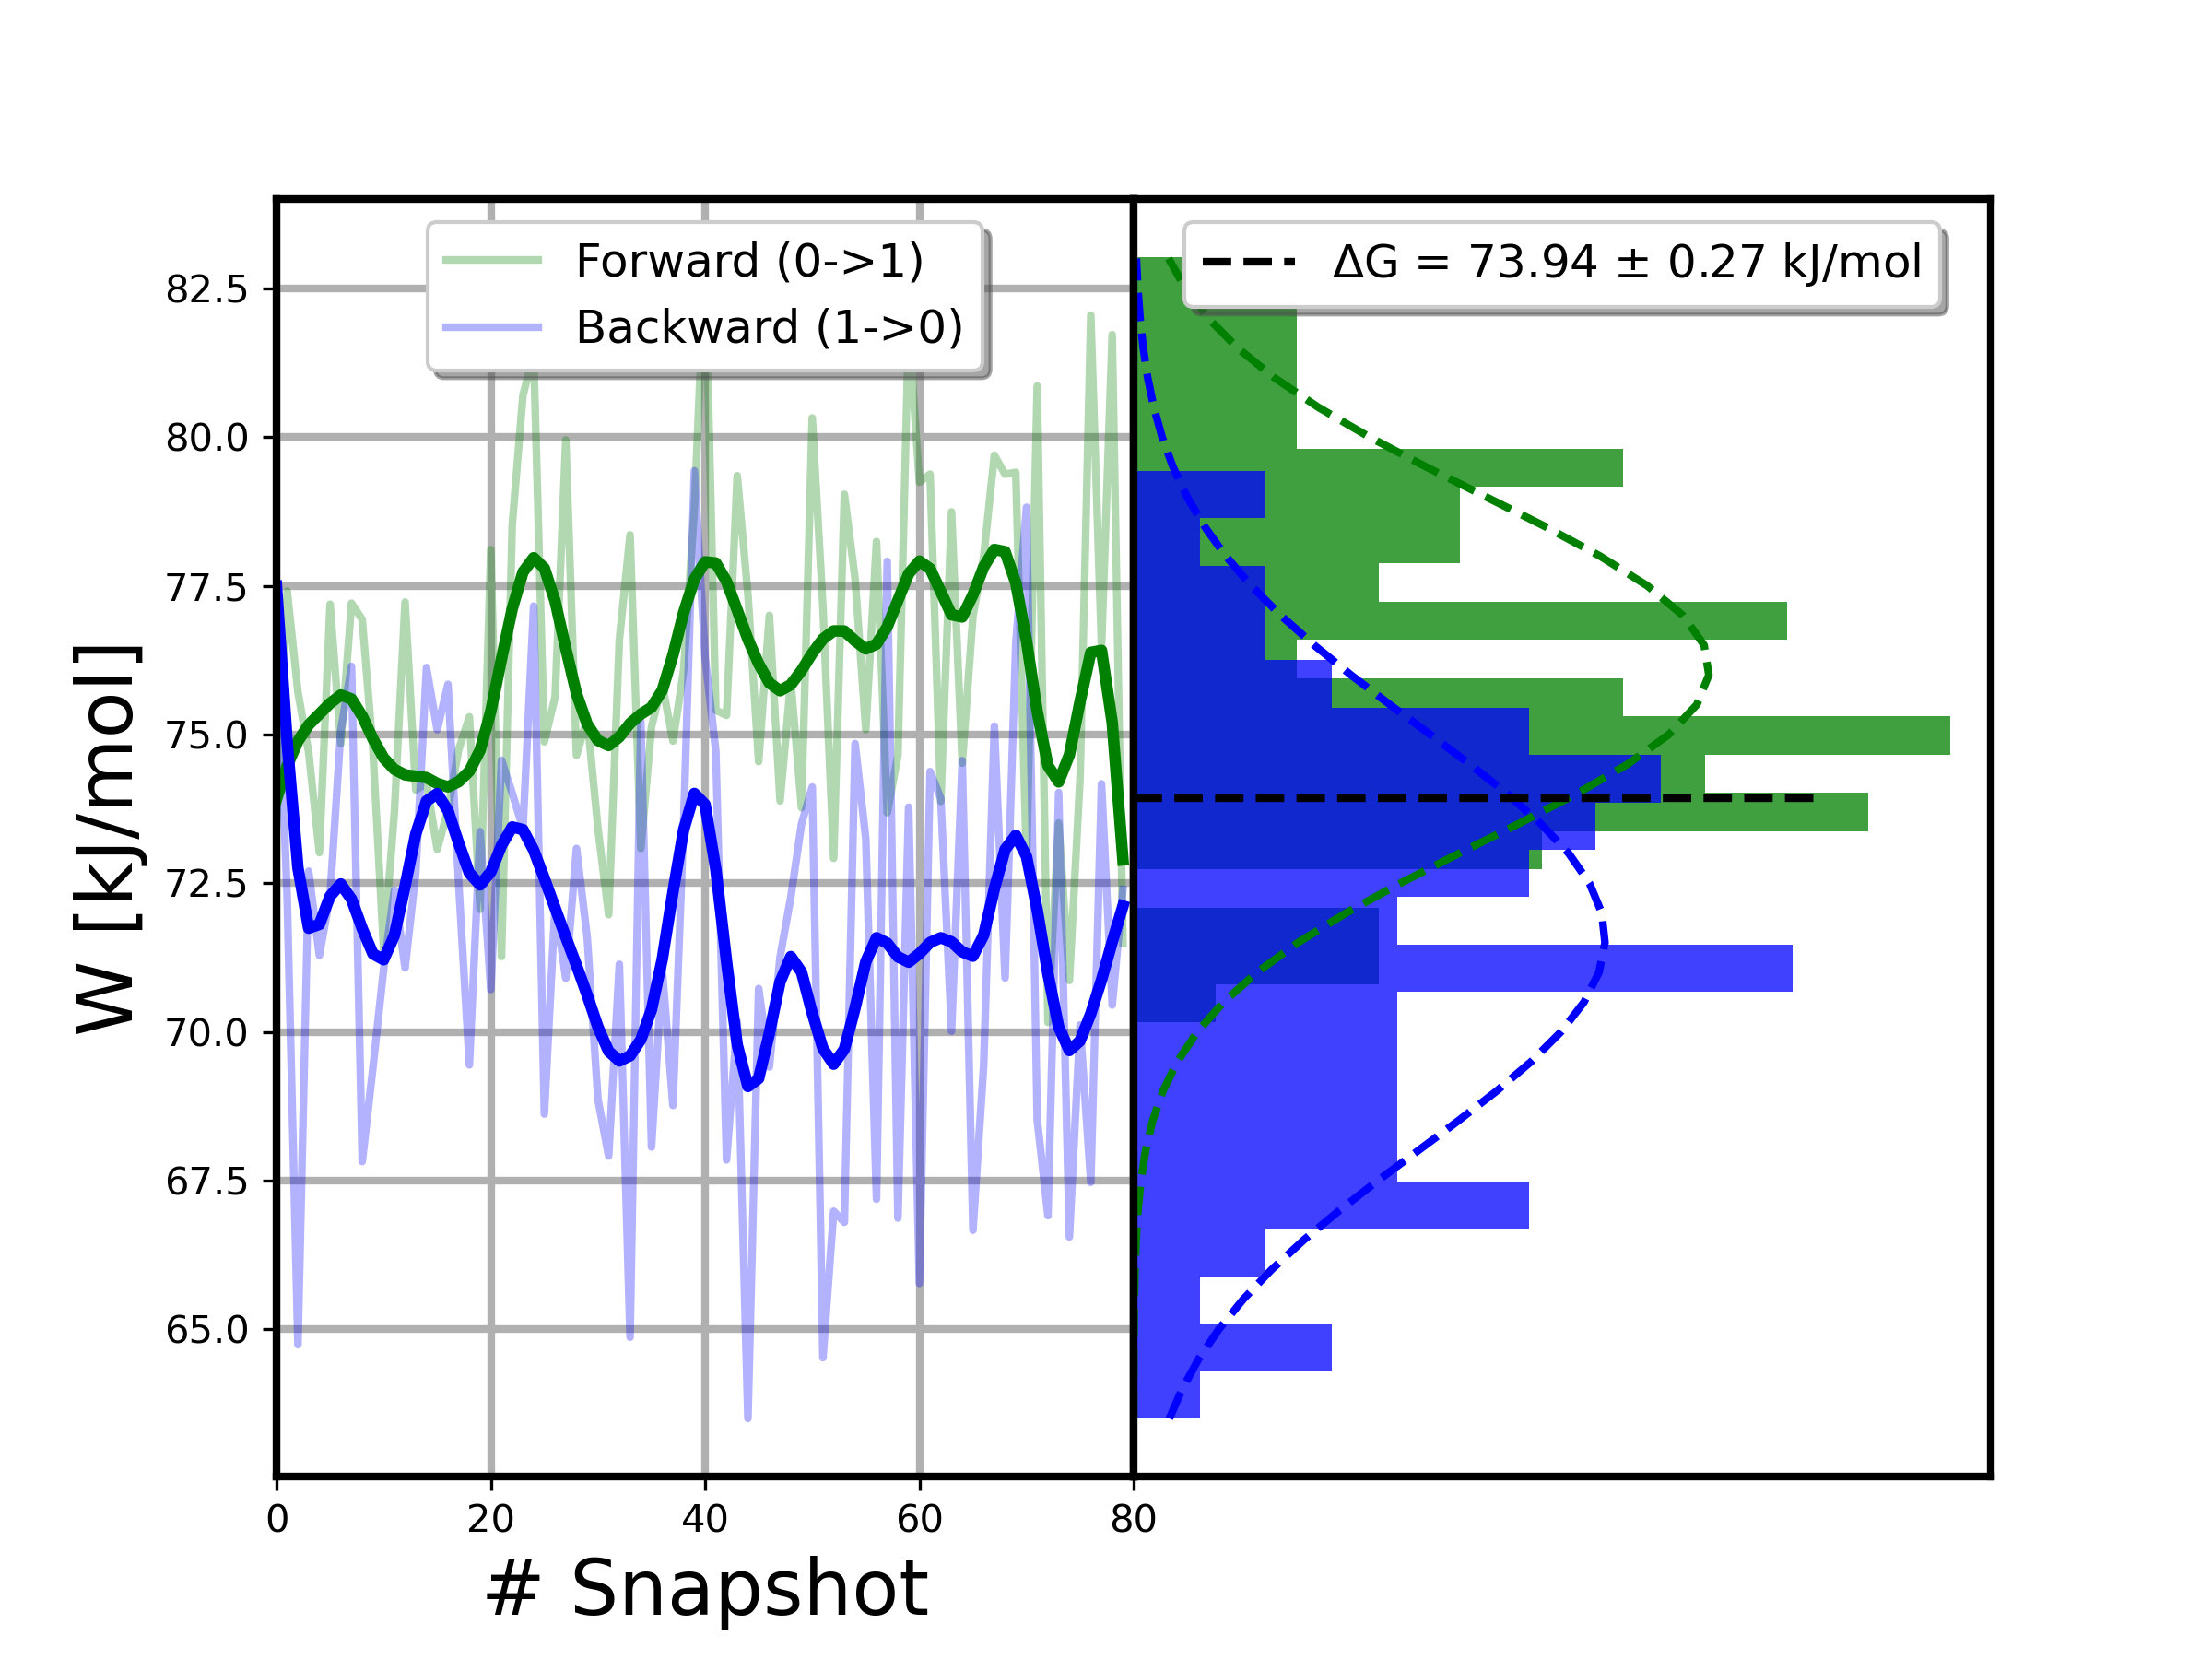 Forward (0->1)
Backward (1->0)
ΔG = 73.94 ± 0.27 kJ/mol
82.5
80.0
77.5
75.0
72.5
70.0
67.5
65.0
W [kJ/mol]
0 20 40 60 80
# Snapshot